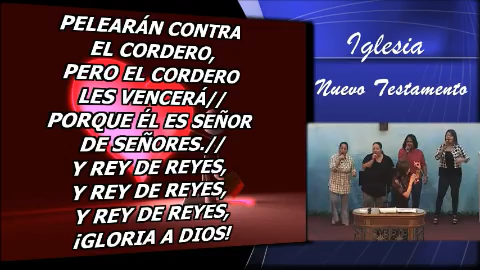 PELEARÁN CONTRA
EL CORDERO,
PERO EL CORDERO
LES VENCERÁ//
PORQUE ÉL ES SEÑOR
DE SEÑORES.//
Y REY DE REYES,
Y REY DE REYES,
Y REY DE REYES,
¡GLORIA A DIOS!
Iglesia
Nuevo Testamento